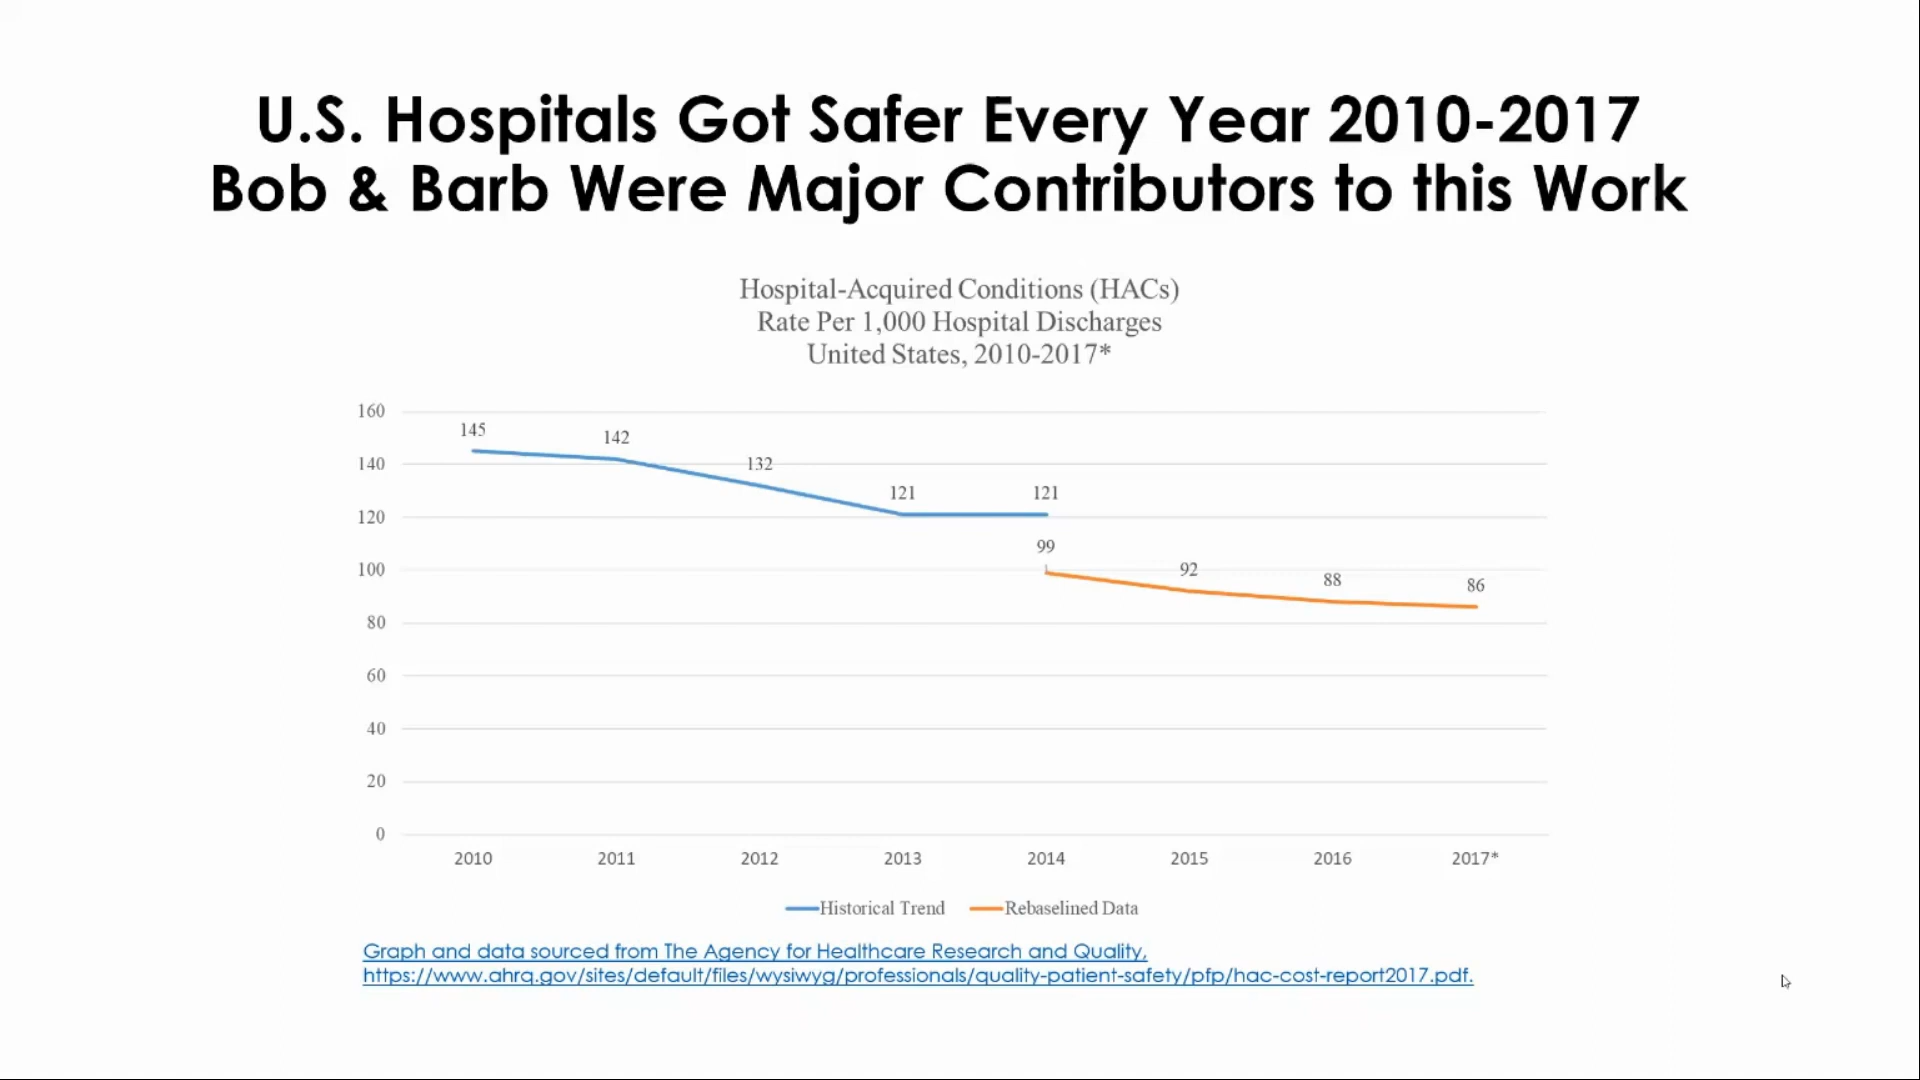 U.S. Hospitals Got Safer Every Year 2010-2017
Bob & Barb Were Major Contributors to this Work
Hospital-Acquired Conditions (HACs)
Rate Per 1,000 Hospital Discharges
United States, 2010-2017*
160
145
142
140
132
121
121
120
99
100
92
88
86
80
60
40
20
0
2010 2011 2012 2013 2014 2015 2016 2017*
Historical Trend Rebaselined Data
Graph and data sourced from The Agency for Healthcare Research and Quality,
https://www.ahrq.gov/sites/default/files/wysiwyg/professionals/quality-patient-safety/pfp/hac-cost-report2017.pdf.